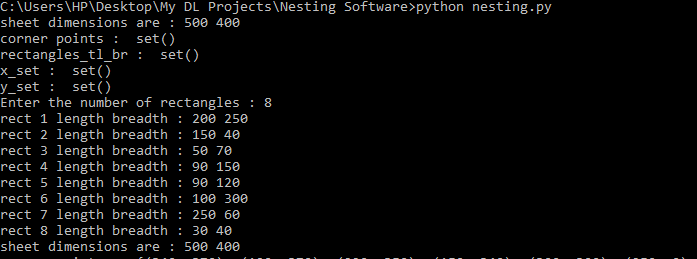 C:\Users\HP\Desktop\My DL Projects\Nesting Software>python nesting.py
sheet dimensions are : 500 400
corner points :  set()
rectangles_tl_br :  set()
x_set :  set()
y_set :  set()
Enter the number of rectangles : 8
rect 1 length breadth : 200 250
rect 2 length breadth : 150 40
rect 3 length breadth : 50 70
rect 4 length breadth : 90 150
rect 5 length breadth : 90 120
rect 6 length breadth : 100 300
rect 7 length breadth : 250 60
rect 8 length breadth : 30 40
sheet dimensions are : 500 400